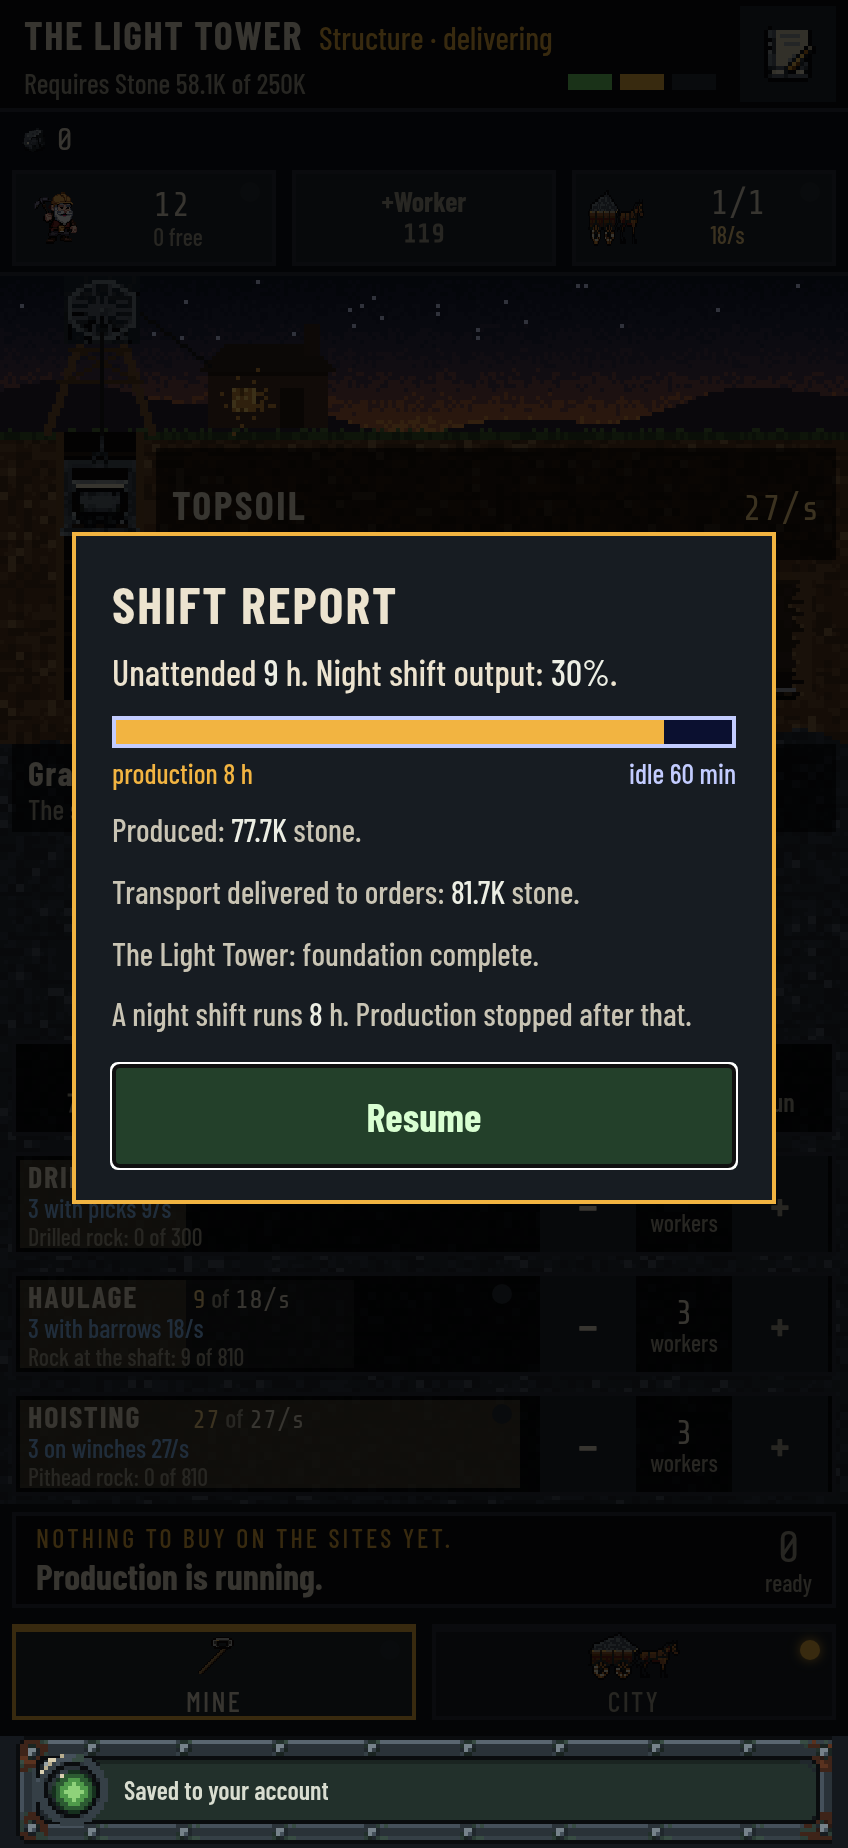 THE LIGHT TOWER Structure · delivering
Requires Stone 58.1K of 250K
0
12
0 free
+Worker
119
1/1
18/s
TOPSOIL 27/s
SHIFT REPORT
Unattended 9 h. Night shift output: 30%.
production 8 h idle 60 min
Produced: 77.7K stone.
Transport delivered to orders: 81.7K stone.
The Light Tower: foundation complete.
A night shift runs 8 h. Production stopped after that.
Resume
3 with picks 9/s
Drilled rock: 0 of 300
− workers +
HAULAGE 9 of 18/s
3 with barrows 18/s
Rock at the shaft: 9 of 810
− 3 workers +
HOISTING 27 of 27/s
3 on winches 27/s
Pithead rock: 0 of 810
− 3 workers +
NOTHING TO BUY ON THE SITES YET.
Production is running.
0
ready
MINE
CITY
Saved to your account